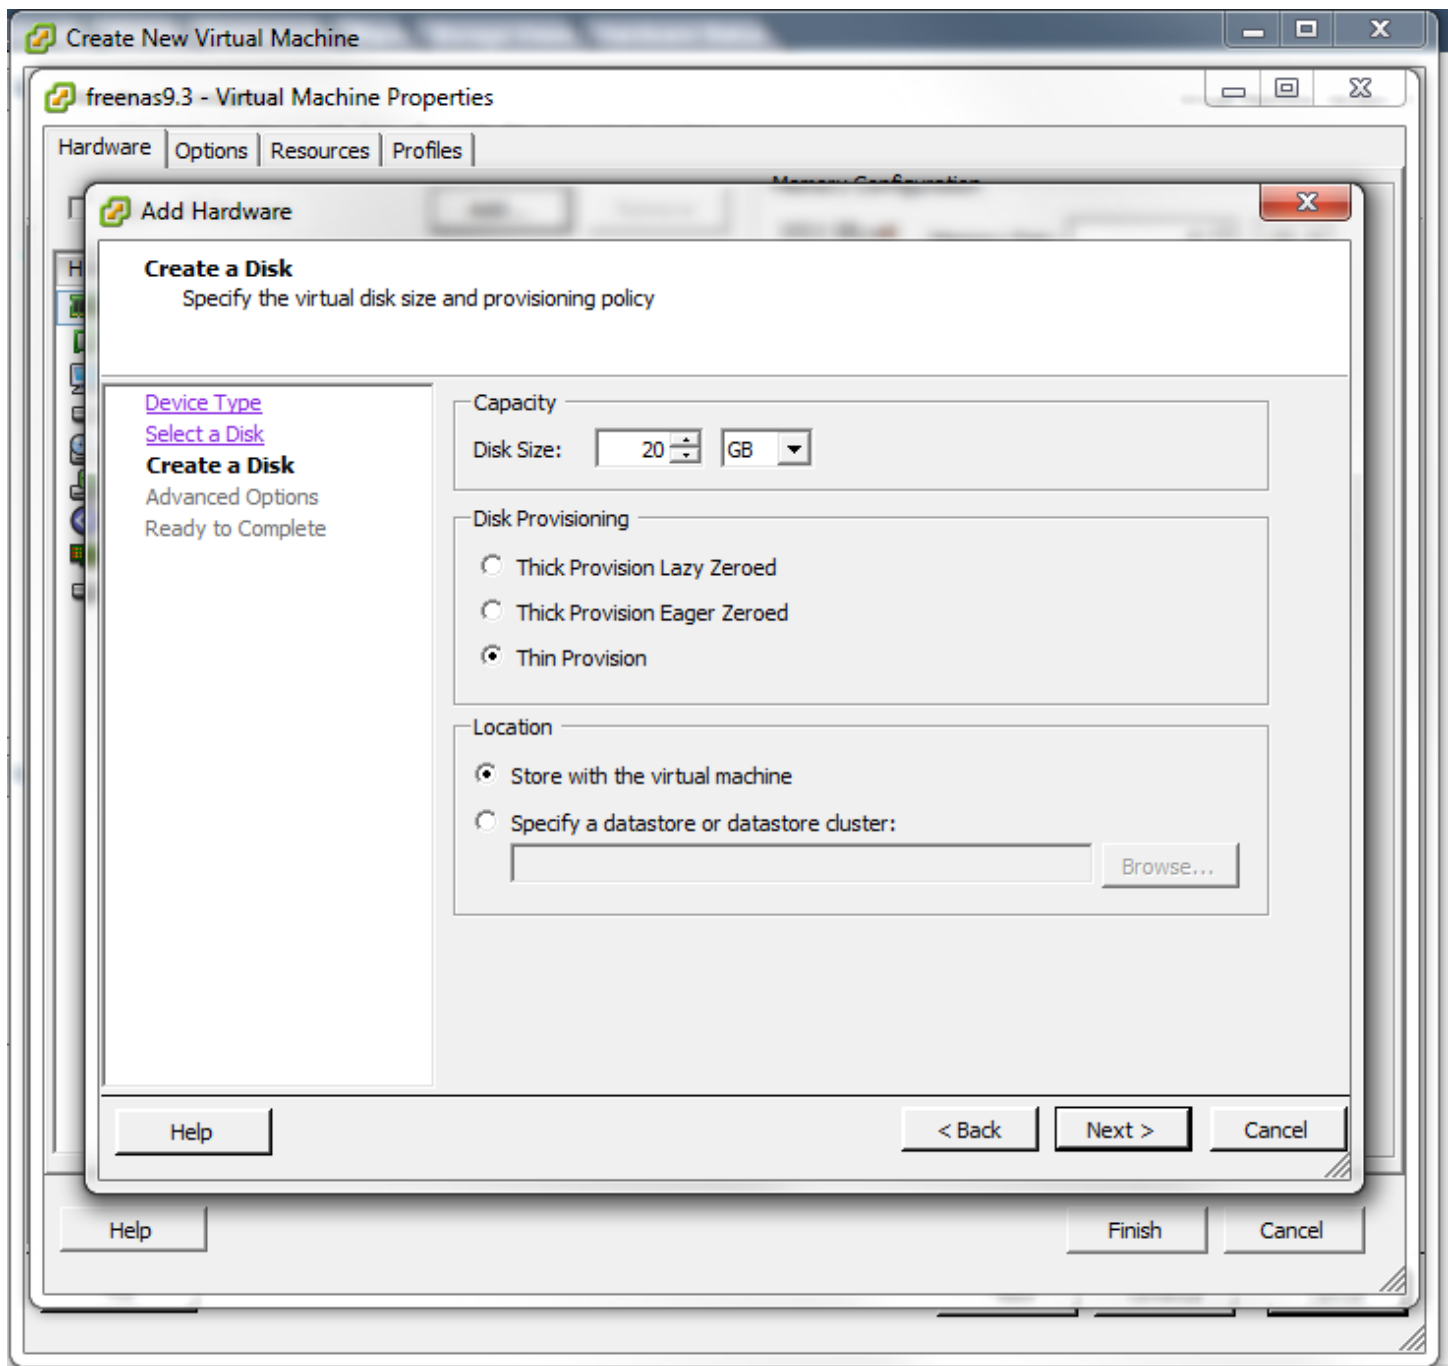 Create New Virtual Machine
freenas9.3 - Virtual Machine Properties
Hardware Options Resources Profiles
Memory Configuration
Add Hardware
Create a Disk
Specify the virtual disk size and provisioning policy
Device Type
Select a Disk
Create a Disk
Advanced Options
Ready to Complete
Capacity
Disk Size: 20 GB
Disk Provisioning
Thick Provision Lazy Zeroed
Thick Provision Eager Zeroed
Thin Provision
Location
Store with the virtual machine
Specify a datastore or datastore cluster:
Browse...
Help < Back Next > Cancel
Help Finish Cancel